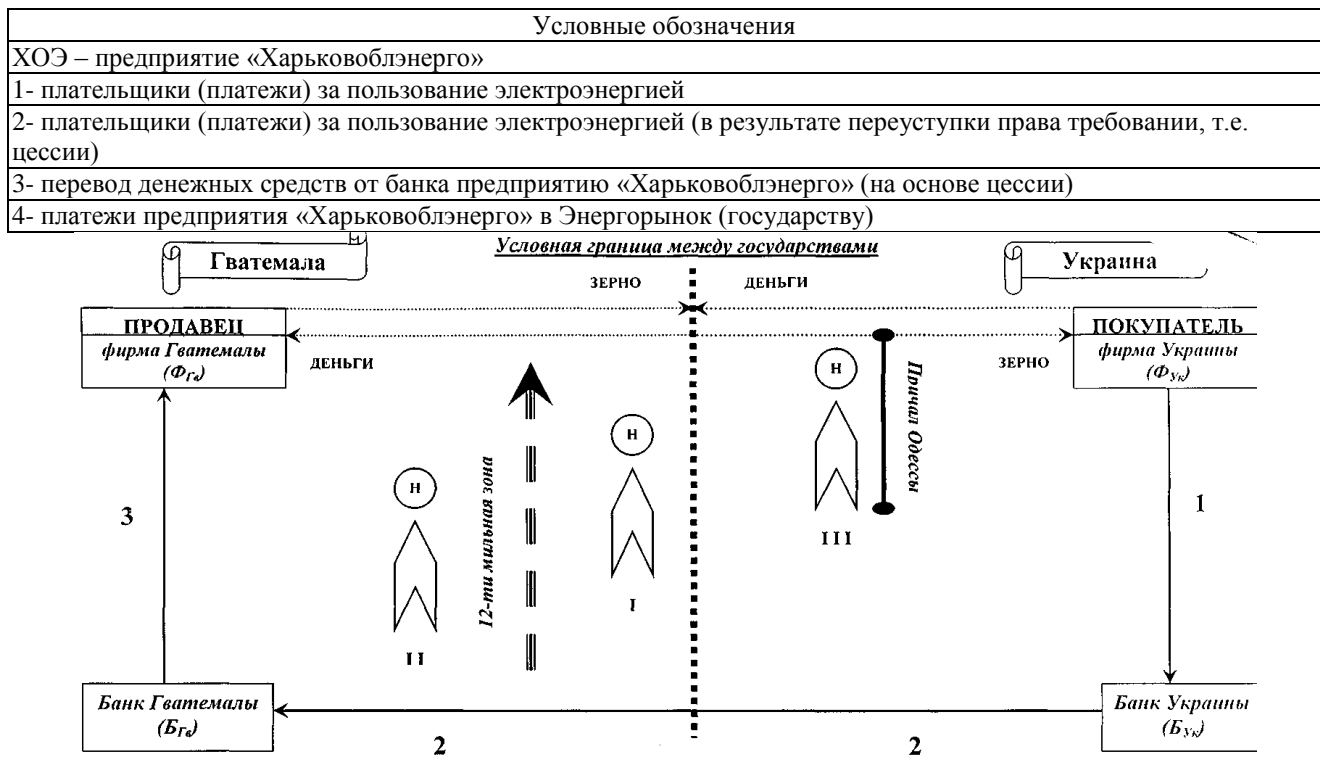 Условные обозначения
ХОЭ – предприятие «Харьковоблэнерго»
1- плательщики (платежи) за пользование электроэнергией
2- плательщики (платежи) за пользование электроэнергией (в результате переуступки права требовании, т.е.
цессии)
3- перевод денежных средств от банка предприятию «Харьковоблэнерго» (на основе цессии)
4- платежи предприятия «Харьковоблэнерго» в Энергорынок (государству)
Условная граница между государствами
Гватемала
Украина
ЗЕРНО
ДЕНЬГИ
ПРОДАВЕЦ
фирма Гватемалы
(ФГв)
ДЕНЬГИ
ЗЕРНО
ПОКУПАТЕЛЬ
фирма Украины
(ФУк)
Н
Н
Н
12-ти мильная зона
Причал Одессы
3
1
I
II
III
Банк Гватемалы
(БГв)
Банк Украины
(БУк)
2
2